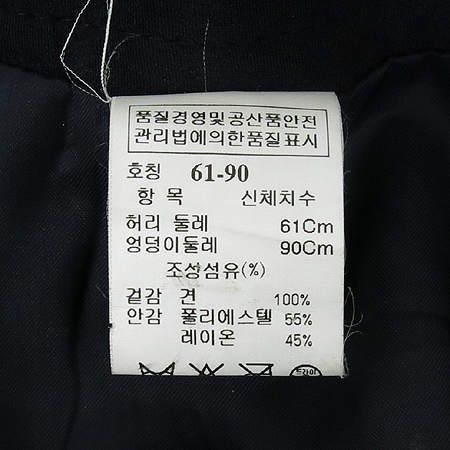 품질경영및공산품안전
관리법에의한품질표시
호칭 61-90
항 목 신체치수
허리 둘레 61Cm
엉덩이둘레 90Cm
조성섬유(%)
겉감 견 100%
안감 폴리에스텔 55%
레이온 45%
드라이